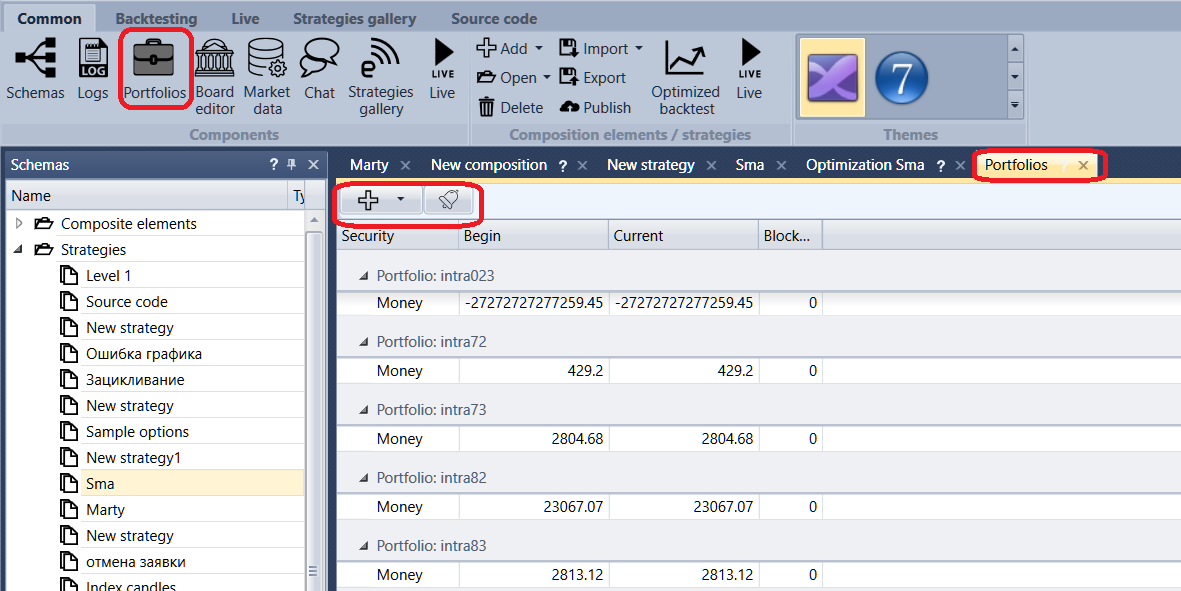 Common Backtesting Live Strategies gallery Source code
Schemas Logs Portfolios Board editor Market data Chat Strategies gallery Live
LOG
LIVE
Add Import
Open Export
Delete Publish
Optimized backtest
LIVE
Live
7
Components Composition elements / strategies Themes
Schemas ?
Marty New composition ? New strategy Sma Optimization Sma ? Portfolios
Name Ty
Composite elements
Strategies
Level 1
Source code
New strategy
Ошибка графика
Зацикливание
New strategy
Sample options
New strategy1
Sma
Marty
New strategy
отмена заявки
Index candles
Security Begin Current Block...
Portfolio: intra023
Money -27272727277259.45 -27272727277259.45 0
Portfolio: intra72
Money 429.2 429.2 0
Portfolio: intra73
Money 2804.68 2804.68 0
Portfolio: intra82
Money 23067.07 23067.07 0
Portfolio: intra83
Money 2813.12 2813.12 0